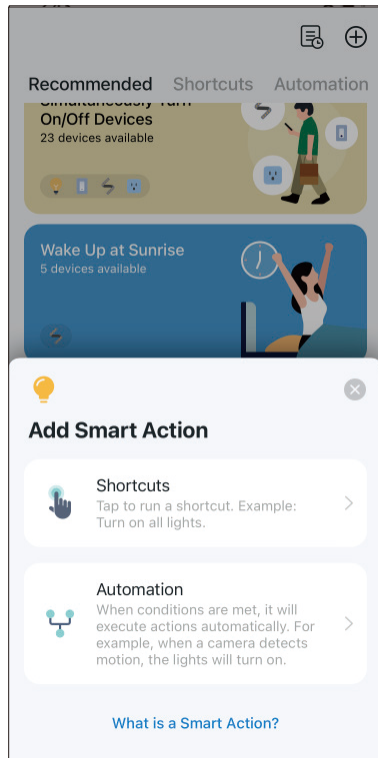 Recommended Shortcuts Automation
Simultaneously Turn
On/Off Devices
23 devices available
Wake Up at Sunrise
5 devices available
Add Smart Action
Shortcuts
Tap to run a shortcut. Example:
Turn on all lights.
Automation
When conditions are met, it will
execute actions automatically. For
example, when a camera detects
motion, the lights will turn on.
What is a Smart Action?